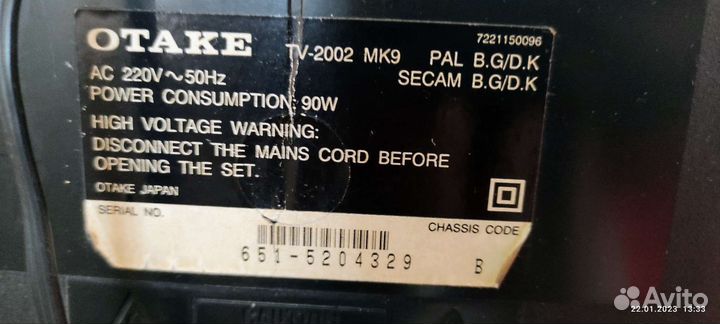 7221150096
OTAKE TV-2002 MK9 PAL B.G/D.K
AC 220V~50Hz SECAM B.G/D.K
POWER CONSUMPTION: 90W
HIGH VOLTAGE WARNING:
DISCONNECT THE MAINS CORD BEFORE
OPENING THE SET.
OTAKE JAPAN
SERIAL NO. CHASSIS CODE
651-5204329 B
Avito
22.01.2023 13:33